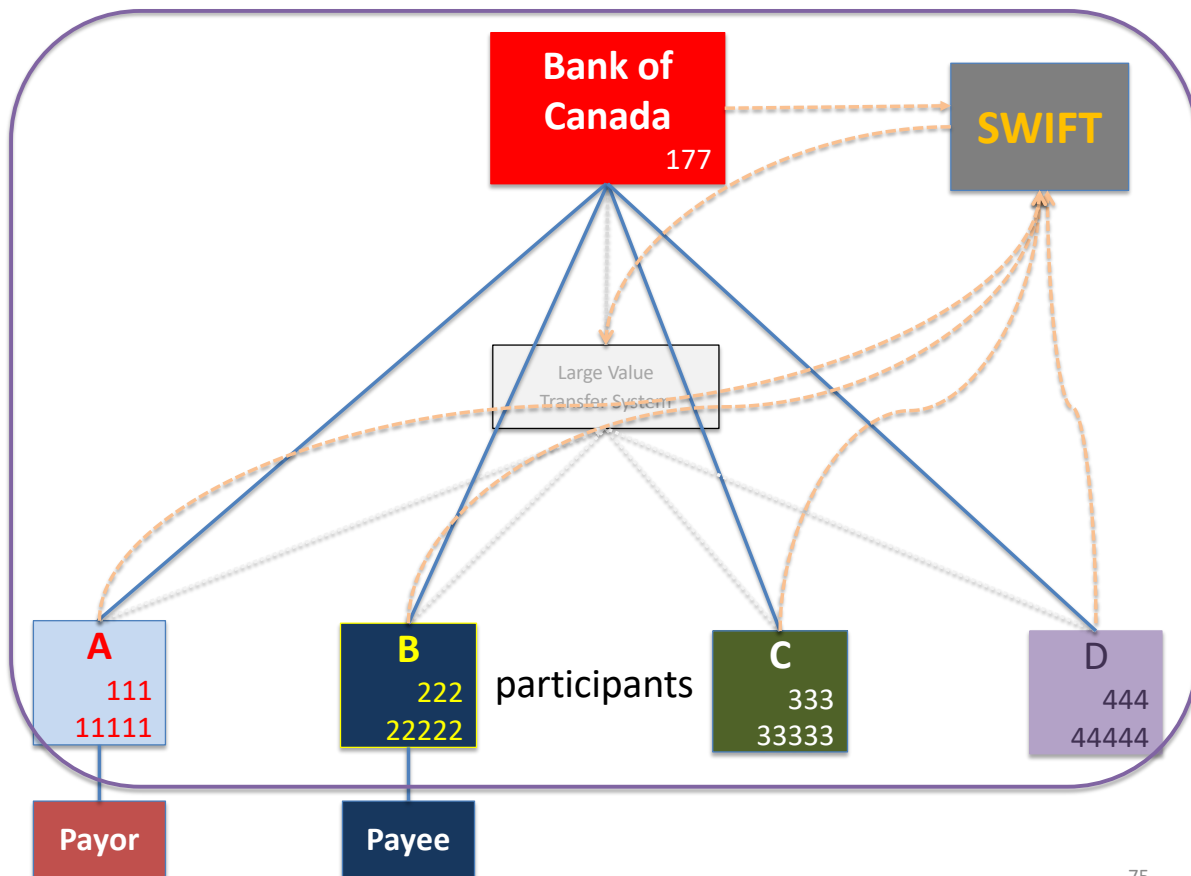 Bank of
Canada
177
SWIFT
Large Value
Transfer System
A
111
11111
B
222
22222
participants
C
333
33333
D
444
44444
Payor
Payee
75